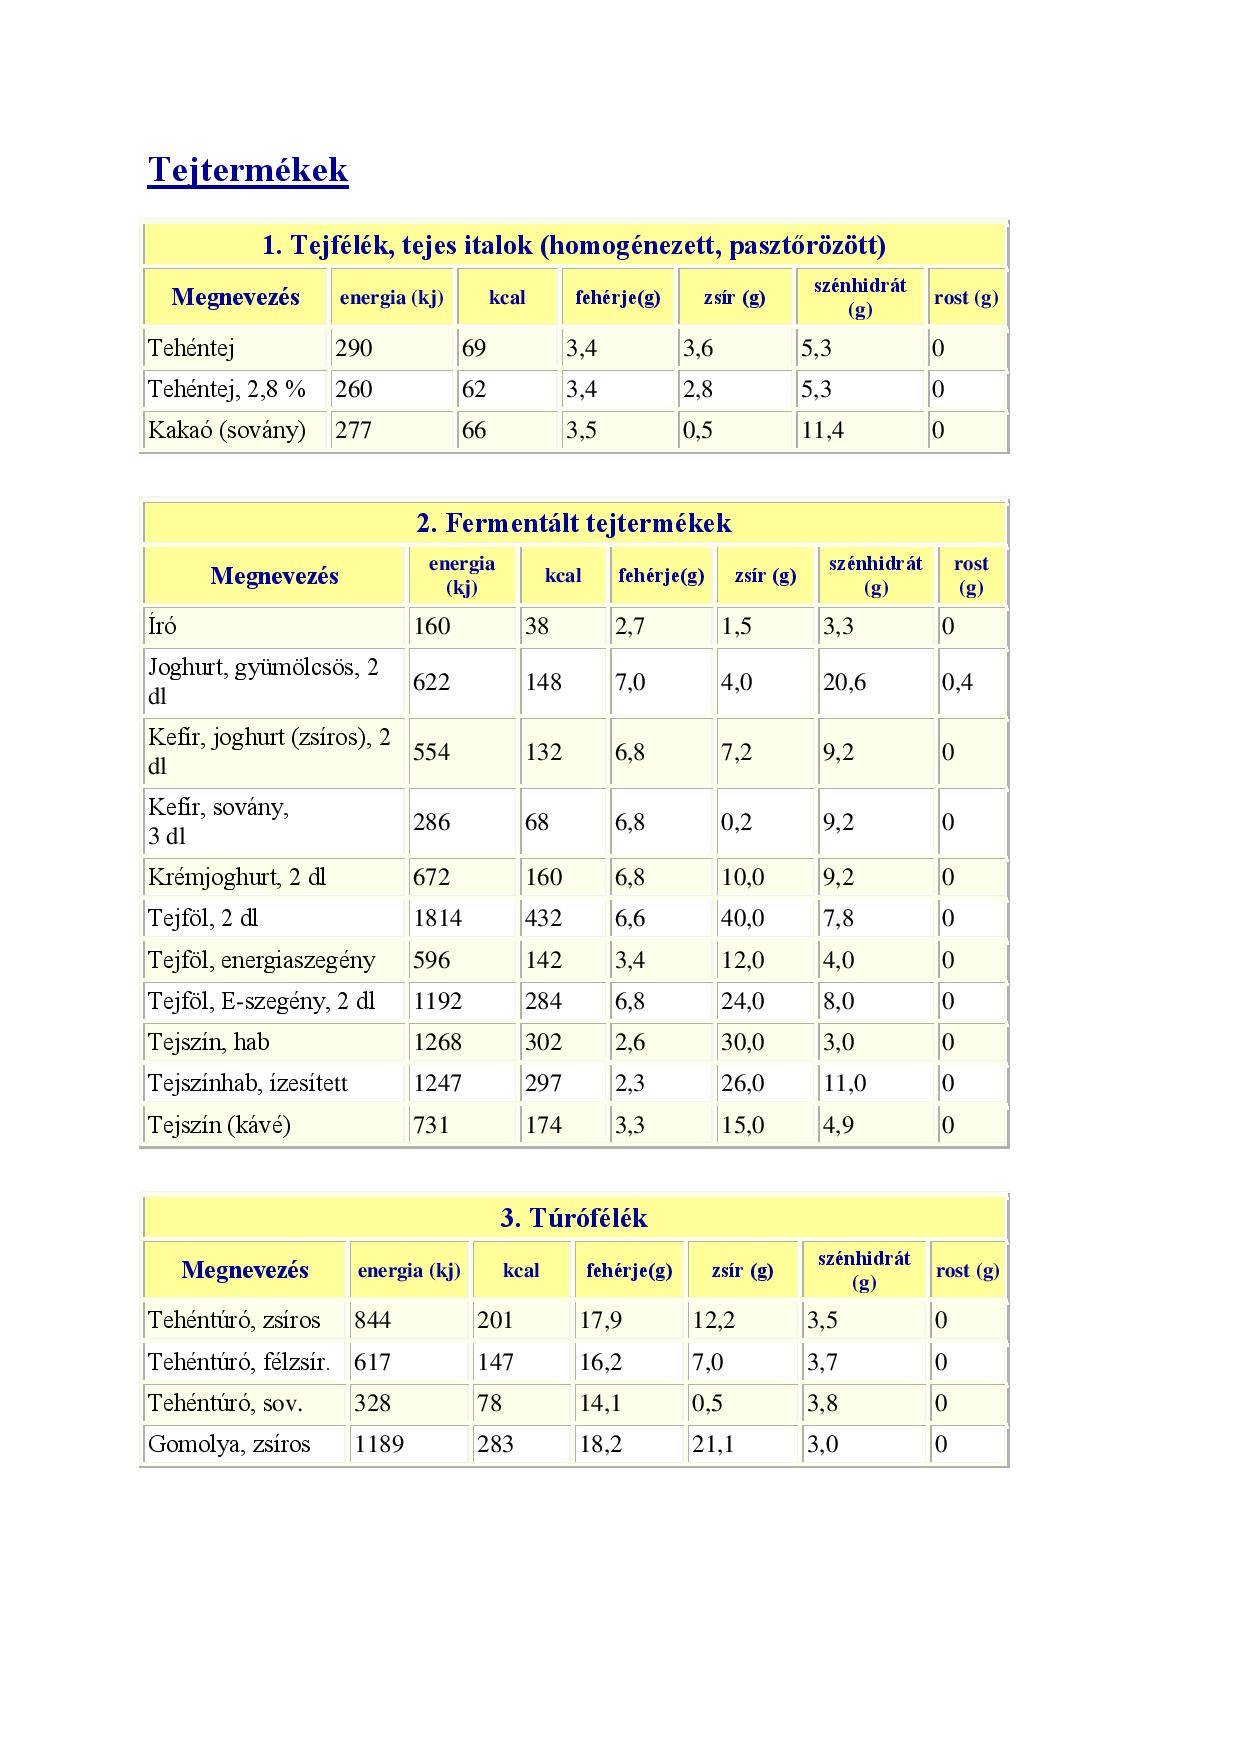 Tejtermékek
1. Tejfélék, tejes italok (homogénezett, pasztőrözött)
Megnevezés energia (kj) kcal fehérje(g) zsír (g) szénhidrát (g) rost (g)
Tehéntej 290 69 3,4 3,6 5,3 0
Tehéntej, 2,8 % 260 62 3,4 2,8 5,3 0
Kakaó (sovány) 277 66 3,5 0,5 11,4 0
2. Fermentált tejtermékek
Megnevezés energia (kj) kcal fehérje(g) zsír (g) szénhidrát (g) rost (g)
Író 160 38 2,7 1,5 3,3 0
Joghurt, gyümölcsös, 2 dl 622 148 7,0 4,0 20,6 0,4
Kefír, joghurt (zsíros), 2 dl 554 132 6,8 7,2 9,2 0
Kefír, sovány, 3 dl 286 68 6,8 0,2 9,2 0
Krémjoghurt, 2 dl 672 160 6,8 10,0 9,2 0
Tejföl, 2 dl 1814 432 6,6 40,0 7,8 0
Tejföl, energiaszegény 596 142 3,4 12,0 4,0 0
Tejföl, E-szegény, 2 dl 1192 284 6,8 24,0 8,0 0
Tejszín, hab 1268 302 2,6 30,0 3,0 0
Tejszínhab, ízesített 1247 297 2,3 26,0 11,0 0
Tejszín (kávé) 731 174 3,3 15,0 4,9 0
3. Túrófélék
Megnevezés energia (kj) kcal fehérje(g) zsír (g) szénhidrát (g) rost (g)
Tehéntúró, zsíros 844 201 17,9 12,2 3,5 0
Tehéntúró, félzsír. 617 147 16,2 7,0 3,7 0
Tehéntúró, sov. 328 78 14,1 0,5 3,8 0
Gomolya, zsíros 1189 283 18,2 21,1 3,0 0